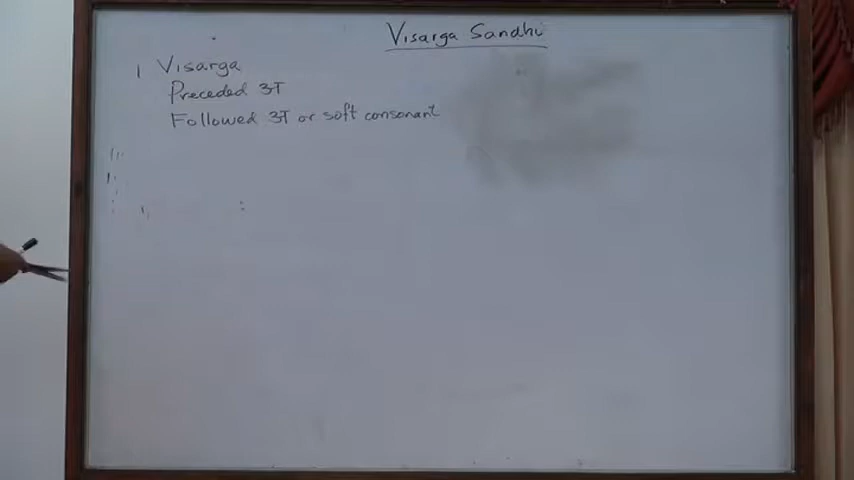 Visarga Sandhi
1 Visarga
Preceded अ
Followed अ or soft consonant